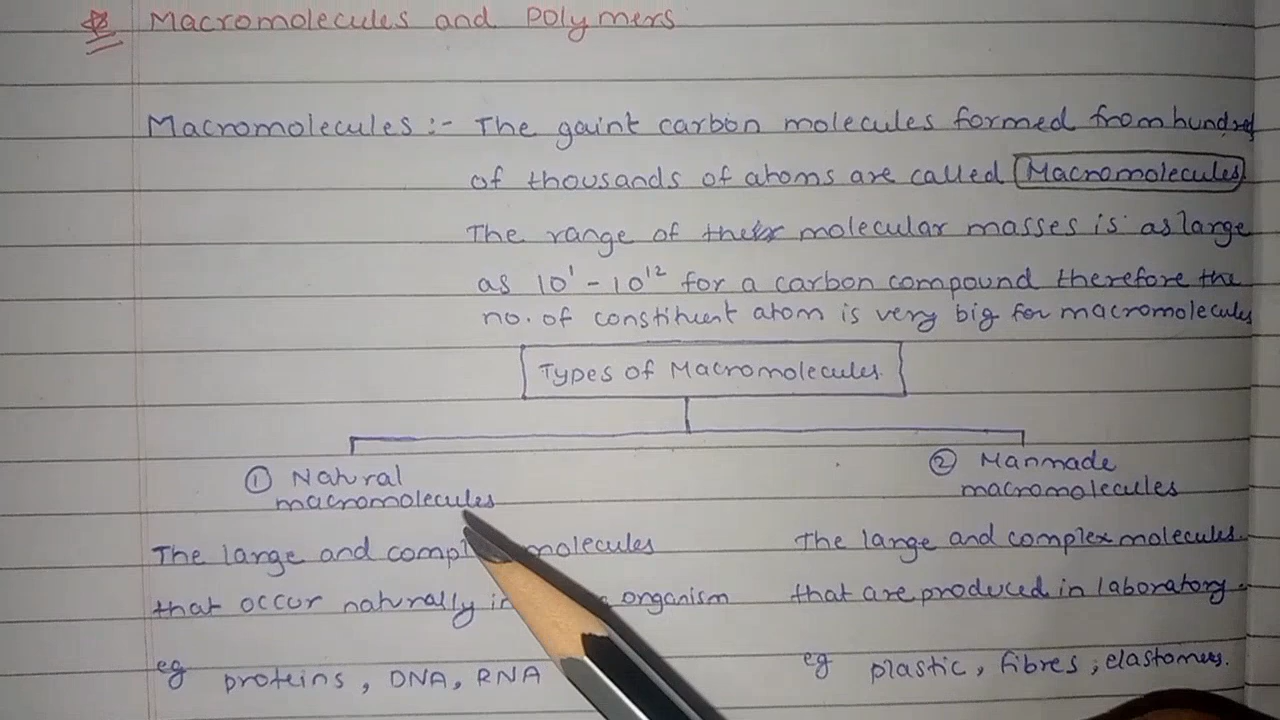 Macromolecules and Polymers
Macromolecules :- The gaint carbon molecules formed from hundred
of thousands of atoms are called Macromolecules
The range of their molecular masses is as large
as 10¹ - 10¹² for a carbon compound therefore the
no. of constituent atom is very big for macromolecules
Types of Macromolecules
① Natural
macromolecules
The large and molecules
that occur naturally organism
eg proteins, DNA, RNA
② Manmade
macromolecules
The large and complex molecules
that are produced in laboratory.
eg plastic, fibres, elastomers.